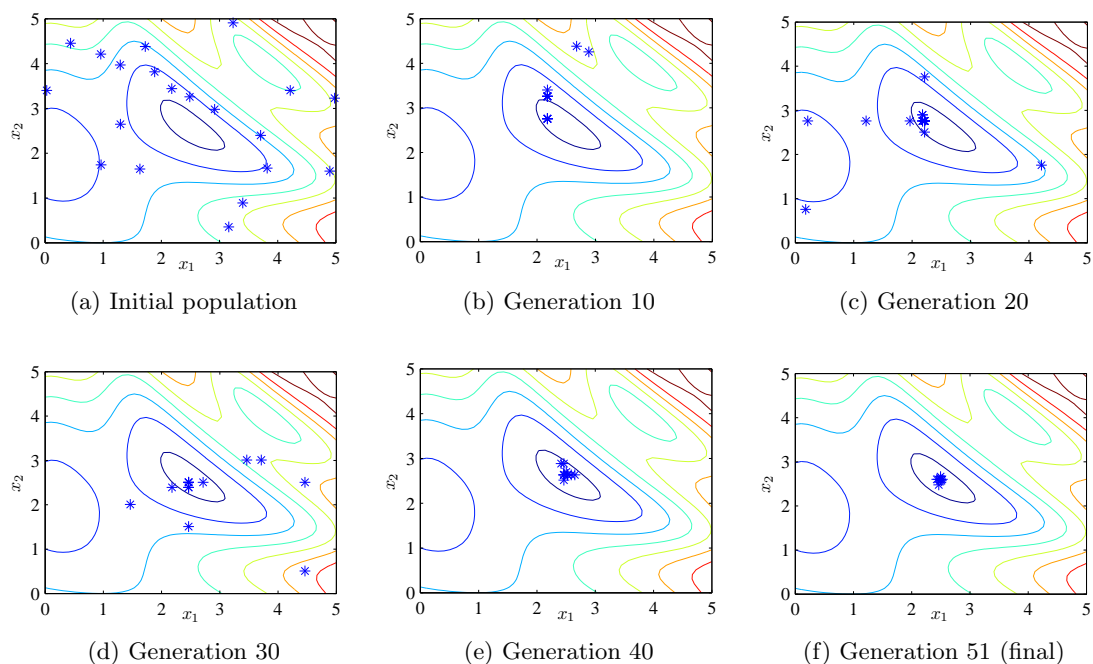 5
4
3
2
1
0
x₂
0 1 2 3 4 5
x₁
(a) Initial population
5
4
3
2
1
0
x₂
0 1 2 3 4 5
x₁
(b) Generation 10
5
4
3
2
1
0
x₂
0 1 2 3 4 5
x₁
(c) Generation 20
5
4
3
2
1
0
x₂
0 1 2 3 4 5
x₁
(d) Generation 30
5
4
3
2
1
0
x₂
0 1 2 3 4 5
x₁
(e) Generation 40
5
4
3
2
1
0
x₂
0 1 2 3 4 5
x₁
(f) Generation 51 (final)